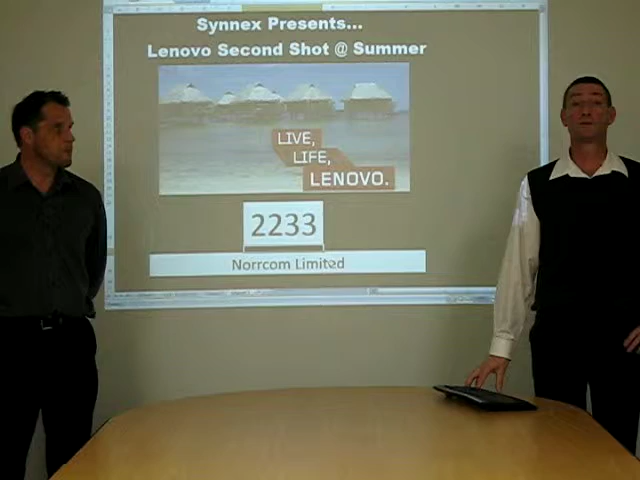 Synnex Presents...
Lenovo Second Shot @ Summer
LIVE,
LIFE,
LENOVO.
2233
Norrcom Limited